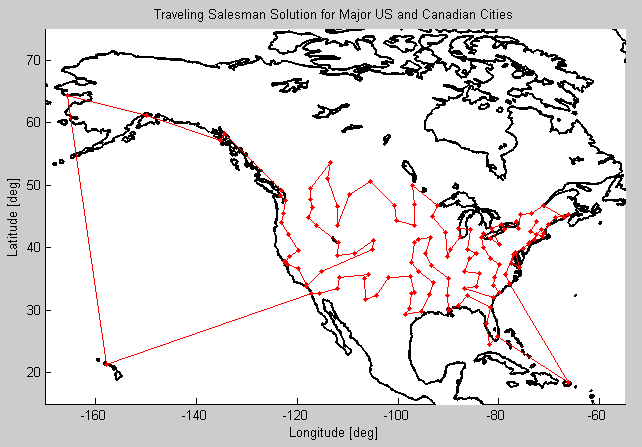 Traveling Salesman Solution for Major US and Canadian Cities
70
60
50
40
30
20
Latitude [deg]
-160 -140 -120 -100 -80 -60
Longitude [deg]